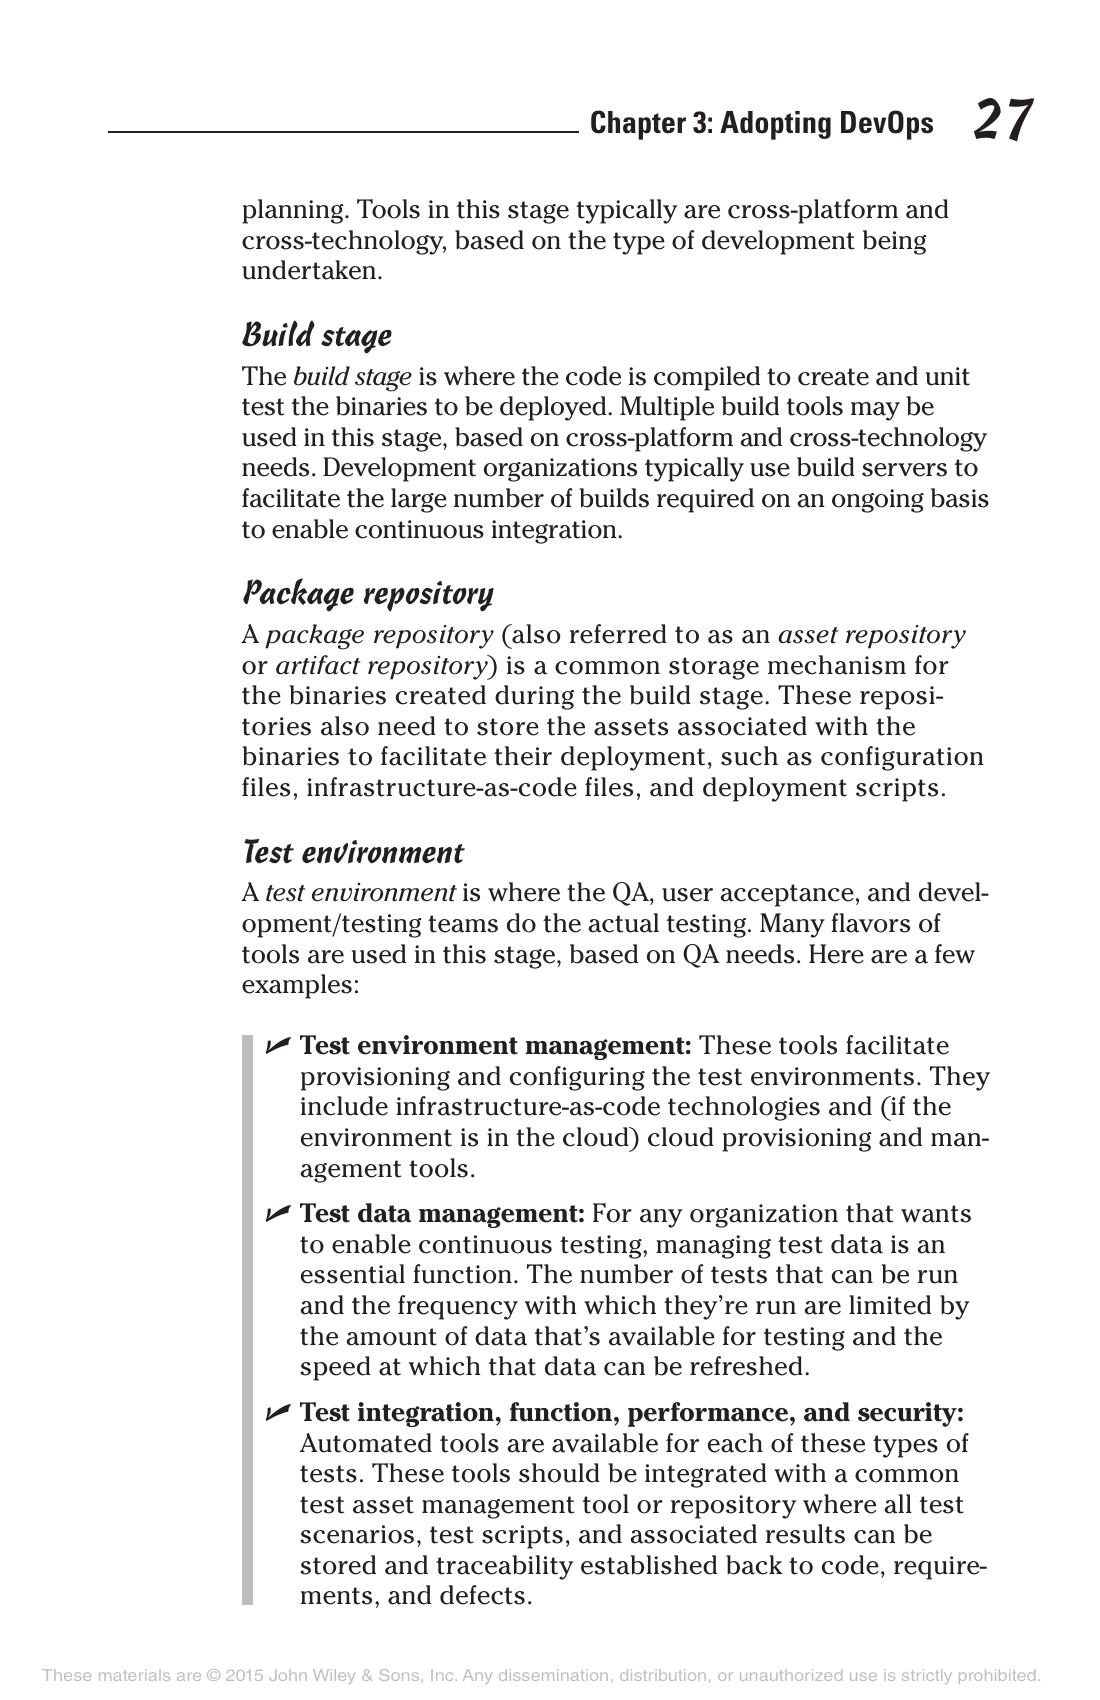 Chapter 3: Adopting DevOps 27
planning. Tools in this stage typically are cross-platform and
cross-technology, based on the type of development being
undertaken.
Build stage
The build stage is where the code is compiled to create and unit
test the binaries to be deployed. Multiple build tools may be
used in this stage, based on cross-platform and cross-technology
needs. Development organizations typically use build servers to
facilitate the large number of builds required on an ongoing basis
to enable continuous integration.
Package repository
A package repository (also referred to as an asset repository
or artifact repository) is a common storage mechanism for
the binaries created during the build stage. These reposi-
tories also need to store the assets associated with the
binaries to facilitate their deployment, such as configuration
files, infrastructure-as-code files, and deployment scripts.
Test environment
A test environment is where the QA, user acceptance, and devel-
opment/testing teams do the actual testing. Many flavors of
tools are used in this stage, based on QA needs. Here are a few
examples:
✓ Test environment management: These tools facilitate
provisioning and configuring the test environments. They
include infrastructure-as-code technologies and (if the
environment is in the cloud) cloud provisioning and man-
agement tools.
✓ Test data management: For any organization that wants
to enable continuous testing, managing test data is an
essential function. The number of tests that can be run
and the frequency with which they’re run are limited by
the amount of data that’s available for testing and the
speed at which that data can be refreshed.
✓ Test integration, function, performance, and security:
Automated tools are available for each of these types of
tests. These tools should be integrated with a common
test asset management tool or repository where all test
scenarios, test scripts, and associated results can be
stored and traceability established back to code, require-
ments, and defects.
These materials are © 2015 John Wiley & Sons, Inc. Any dissemination, distribution, or unauthorized use is strictly prohibited.